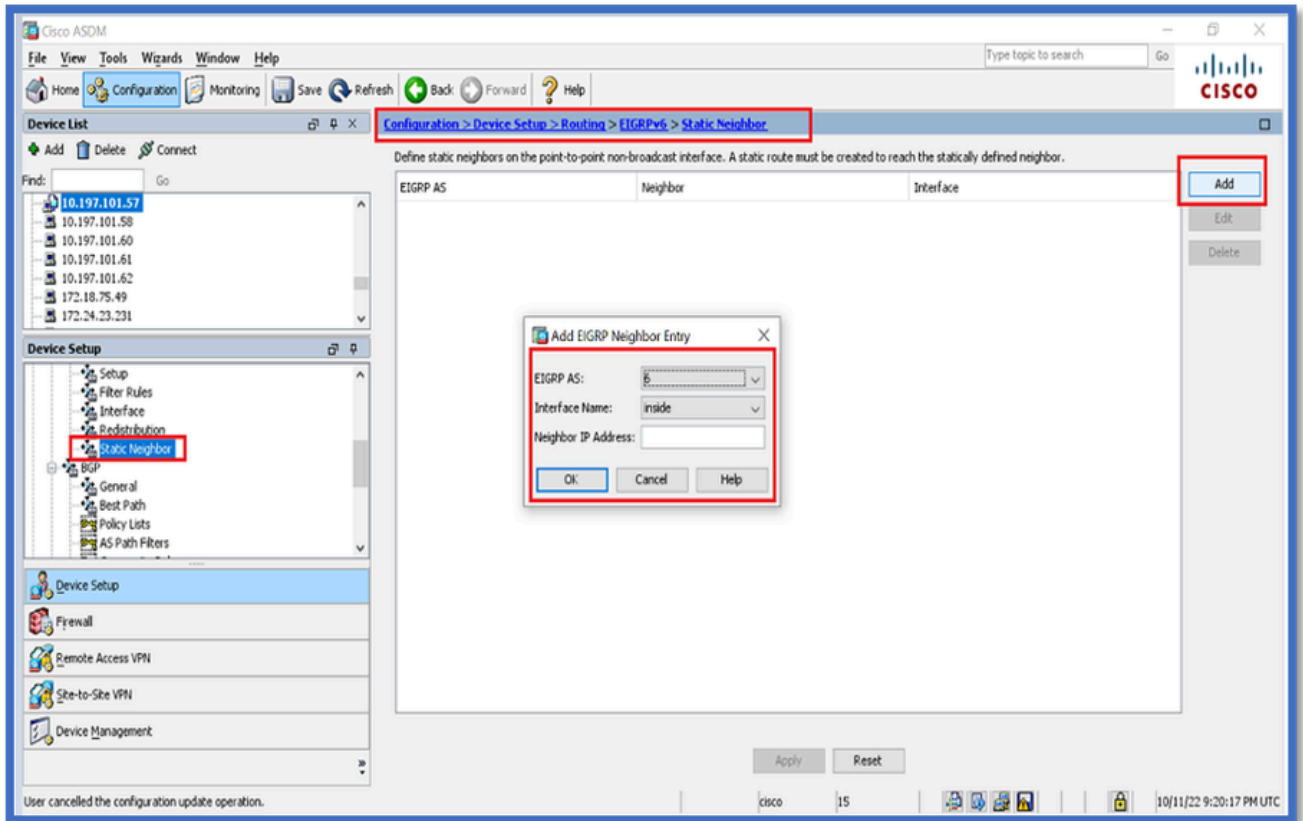 Cisco ASDM
File View Tools Wizards Window Help
Type topic to search Go
CISCO
Home Configuration Monitoring Save Refresh Back Forward Help
Device List
Add Delete Connect
Find: Go
10.197.101.57
10.197.101.58
10.197.101.60
10.197.101.61
10.197.101.62
172.18.75.49
172.24.23.231
Device Setup
Setup
Filter Rules
Interface
Redistribution
Static Neighbor
BGP
General
Best Path
Policy Lists
AS Path Filters
Device Setup
Firewall
Remote Access VPN
Site-to-Site VPN
Device Management
Configuration > Device Setup > Routing > EIGRPv6 > Static Neighbor
Define static neighbors on the point-to-point non-broadcast interface. A static route must be created to reach the statically defined neighbor.
EIGRP AS Neighbor Interface
Add
Edit
Delete
Add EIGRP Neighbor Entry
EIGRP AS: 6
Interface Name: inside
Neighbor IP Address:
OK Cancel Help
Apply Reset
User cancelled the configuration update operation.
cisco 15 10/11/22 9:20:17 PM UTC